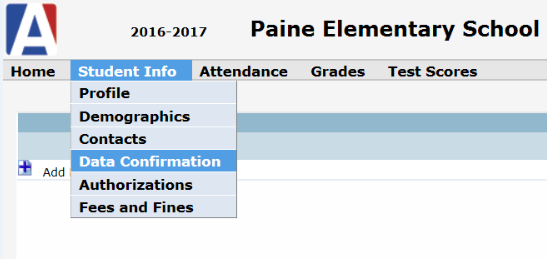 A
2016-2017 Paine Elementary School
Home Student Info Attendance Grades Test Scores
Profile
Demographics
Contacts
Data Confirmation
Add
Authorizations
Fees and Fines